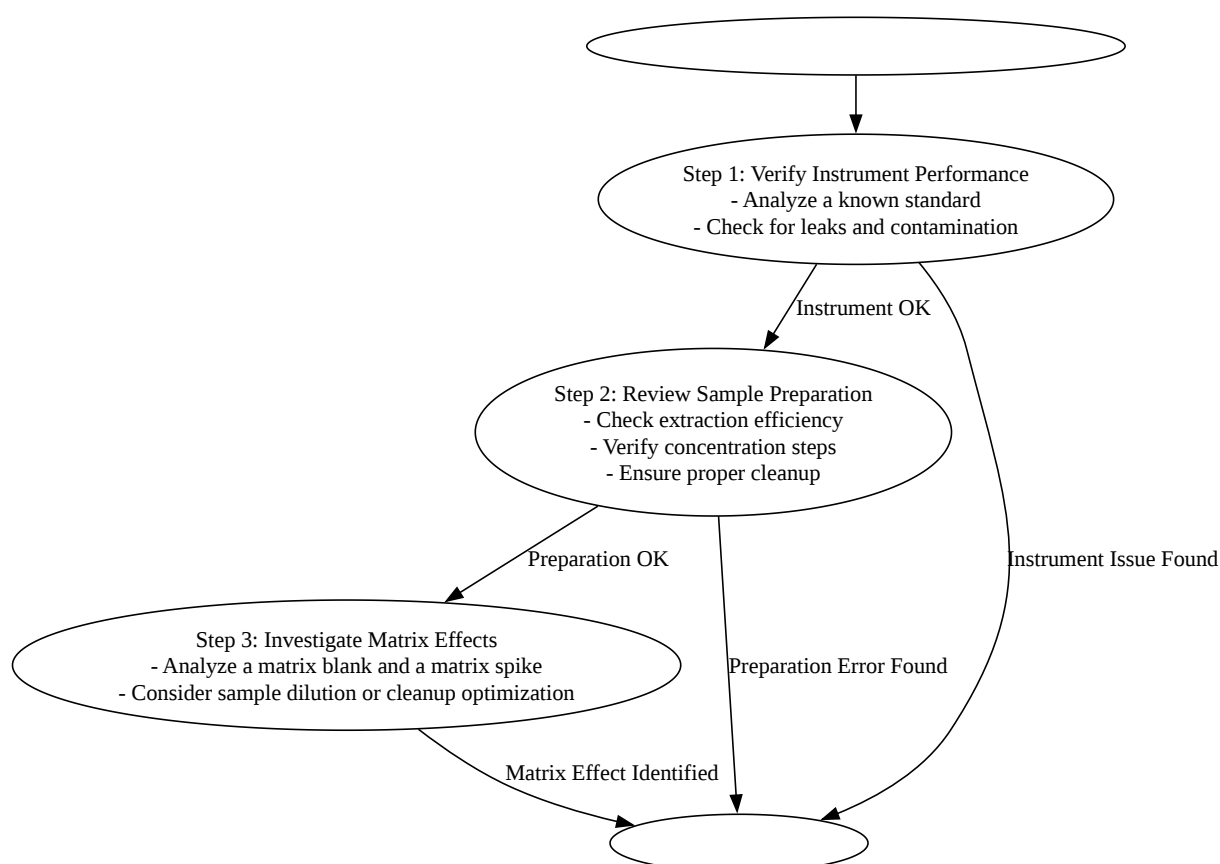 Step 1: Verify Instrument Performance
- Analyze a known standard
- Check for leaks and contamination
Instrument OK
Step 2: Review Sample Preparation
- Check extraction efficiency
- Verify concentration steps
- Ensure proper cleanup
Preparation OK
Instrument Issue Found
Step 3: Investigate Matrix Effects
- Analyze a matrix blank and a matrix spike
- Consider sample dilution or cleanup optimization
Preparation Error Found
Matrix Effect Identified